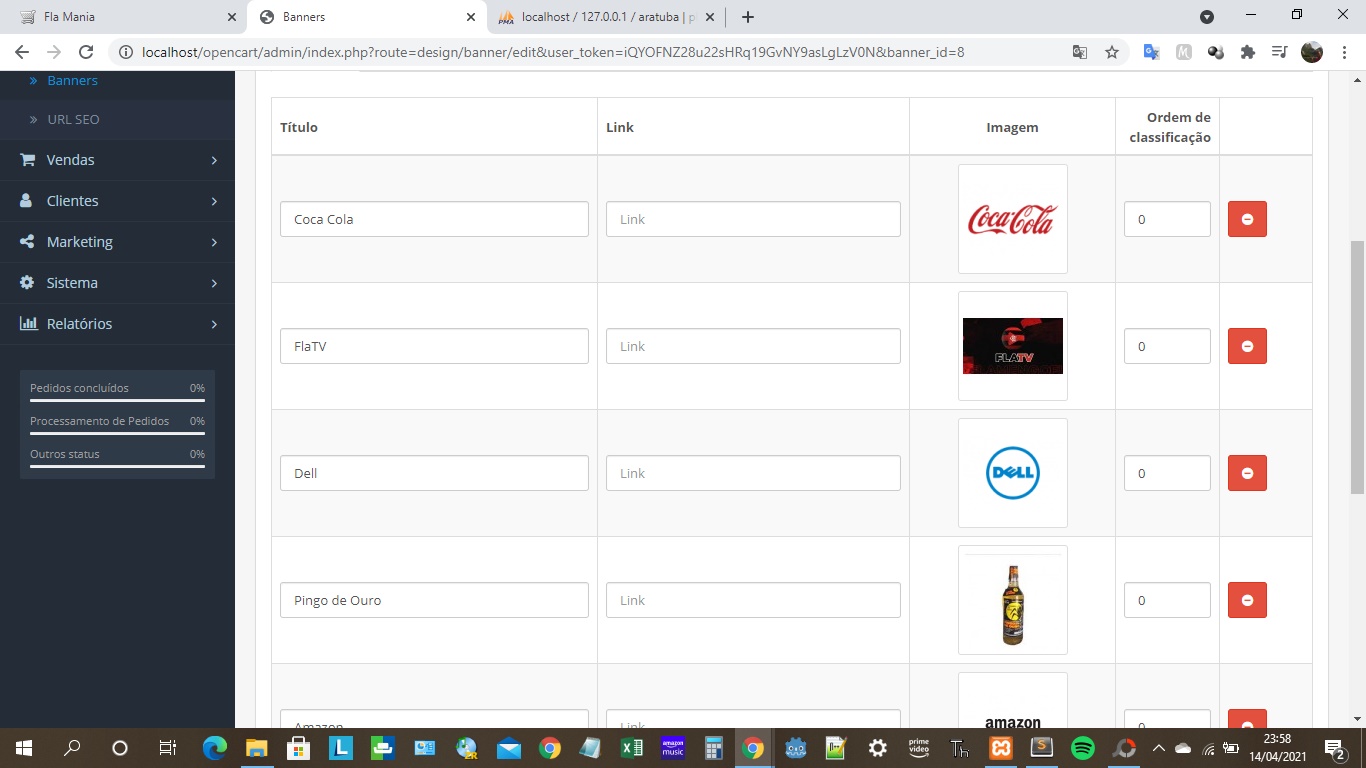 Fla Mania
Banners
localhost / 127.0.0.1 / aratuba | p
localhost/opencart/admin/index.php?route=design/banner/edit&user_token=iQYOFNZ28u22sHRq19GvNY9asLgLzV0N&banner_id=8
Banners
URL SEO
Vendas
Clientes
Marketing
Sistema
Relatórios
Pedidos concluídos 0%
Processamento de Pedidos 0%
Outros status 0%
Título Link Imagem Ordem de classificação
Coca Cola Link Coca-Cola 0
FlaTV Link FLATV 0
Dell Link DELL 0
Pingo de Ouro Link 0
Amazon Link amazon 0
amazon music
prime video
Th
23:58
14/04/2021
2